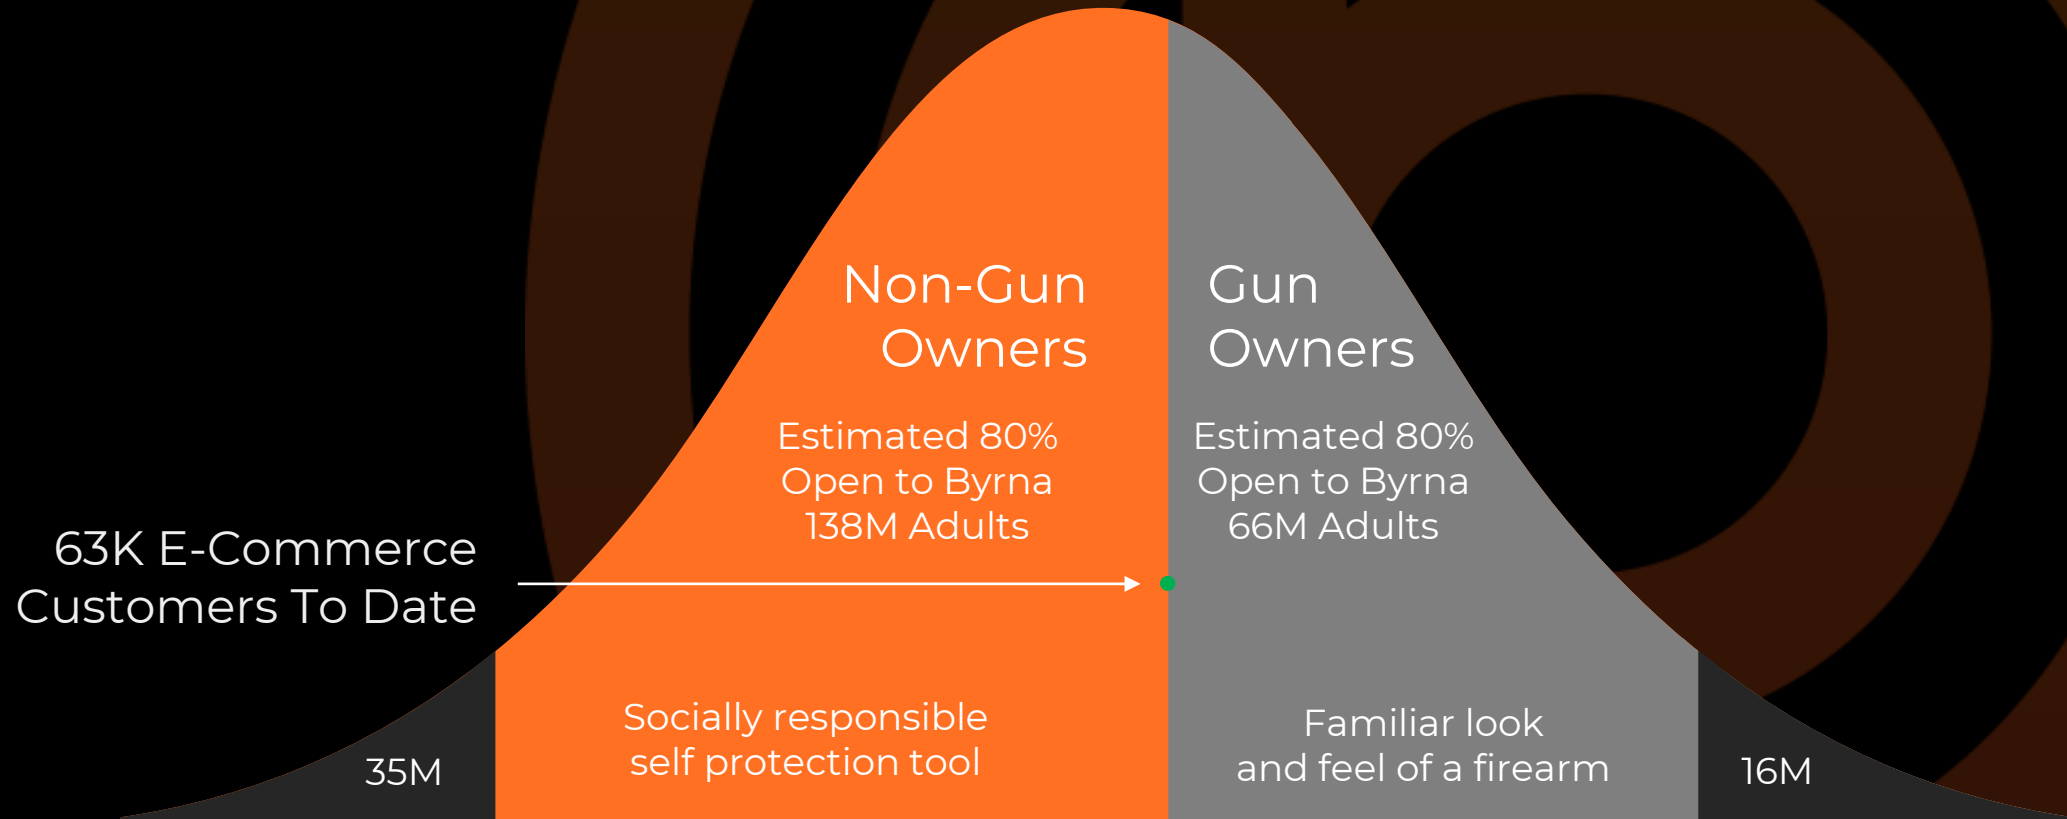 Non-Gun
Owners
Estimated 80%
Open to Byrna
138M Adults
Gun
Owners
Estimated 80%
Open to Byrna
66M Adults
63K E-Commerce
Customers To Date
Socially responsible
self protection tool
Familiar look
and feel of a firearm
35M
16M